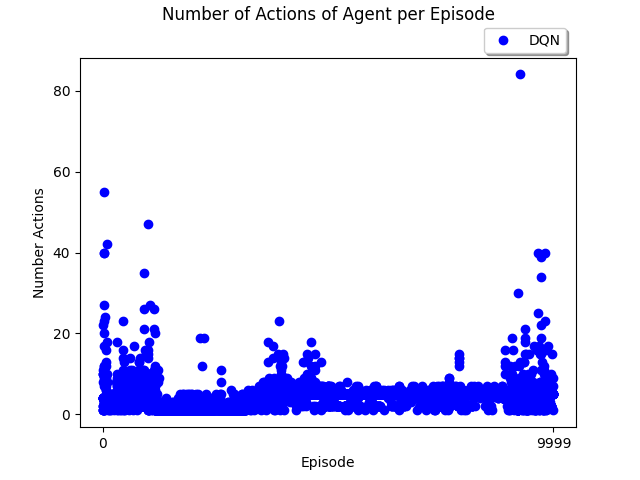 Number of Actions of Agent per Episode
DQN
80
60
40
20
0
Number Actions
0
9999
Episode